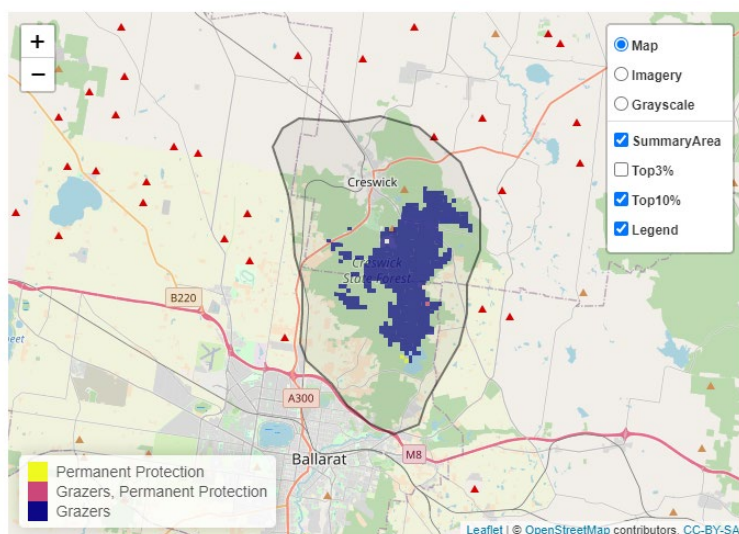 +
−
Map
Imagery
Grayscale
SummaryArea
Top3%
Top10%
Legend
Creswick
Creswick
State Forest
B220
A300
M8
Ballarat
Permanent Protection
Grazers, Permanent Protection
Grazers
Leaflet | © OpenStreetMap contributors, CC-BY-SA